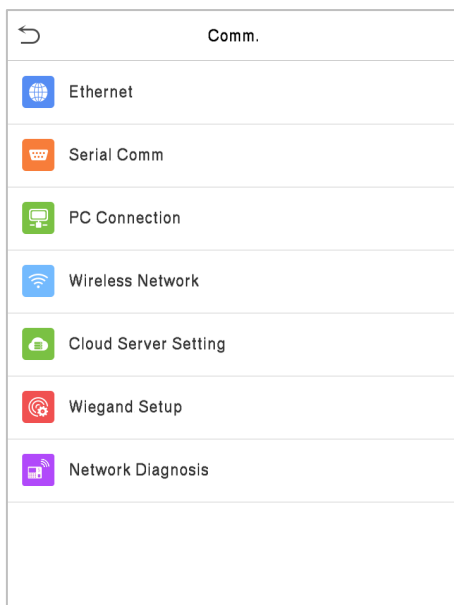 Comm.
Ethernet
Serial Comm
PC Connection
Wireless Network
Cloud Server Setting
Wiegand Setup
Network Diagnosis